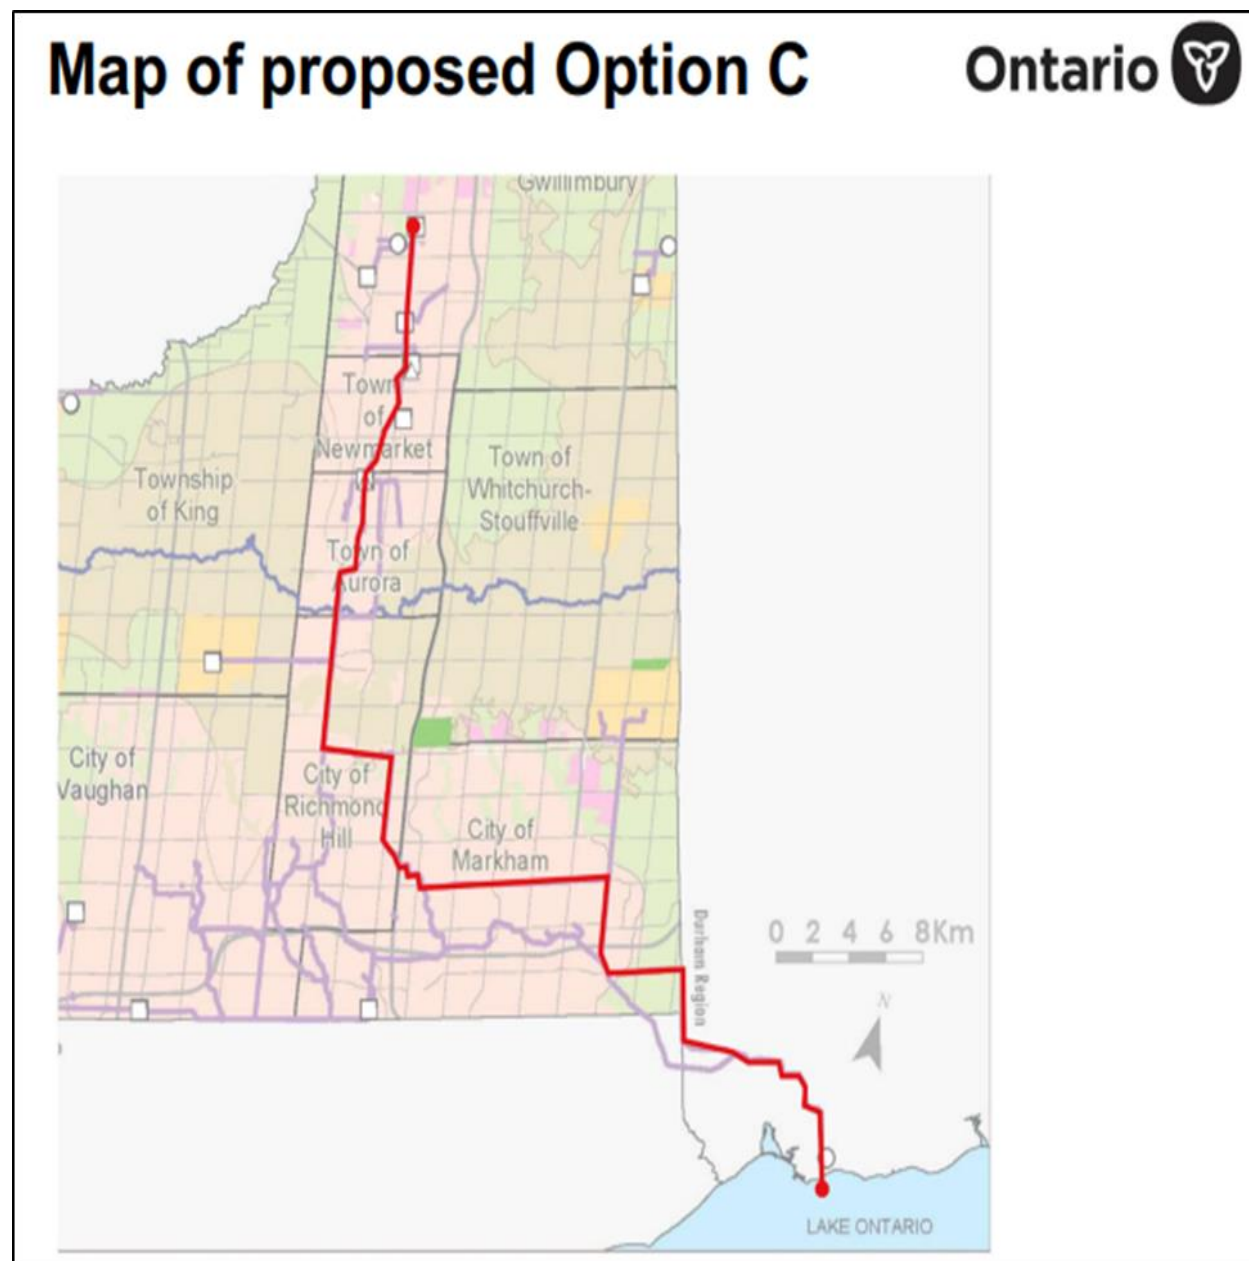 Map of proposed Option C
Ontario
Gwillimbury
Town
of
Newmarket
Town of
Whitchurch-
Stouffville
Township
of King
Town of
Aurora
City of
Vaughan
City of
Richmond
Hill
City of
Markham
Durham Region
0 2 4 6 8Km
N
LAKE ONTARIO